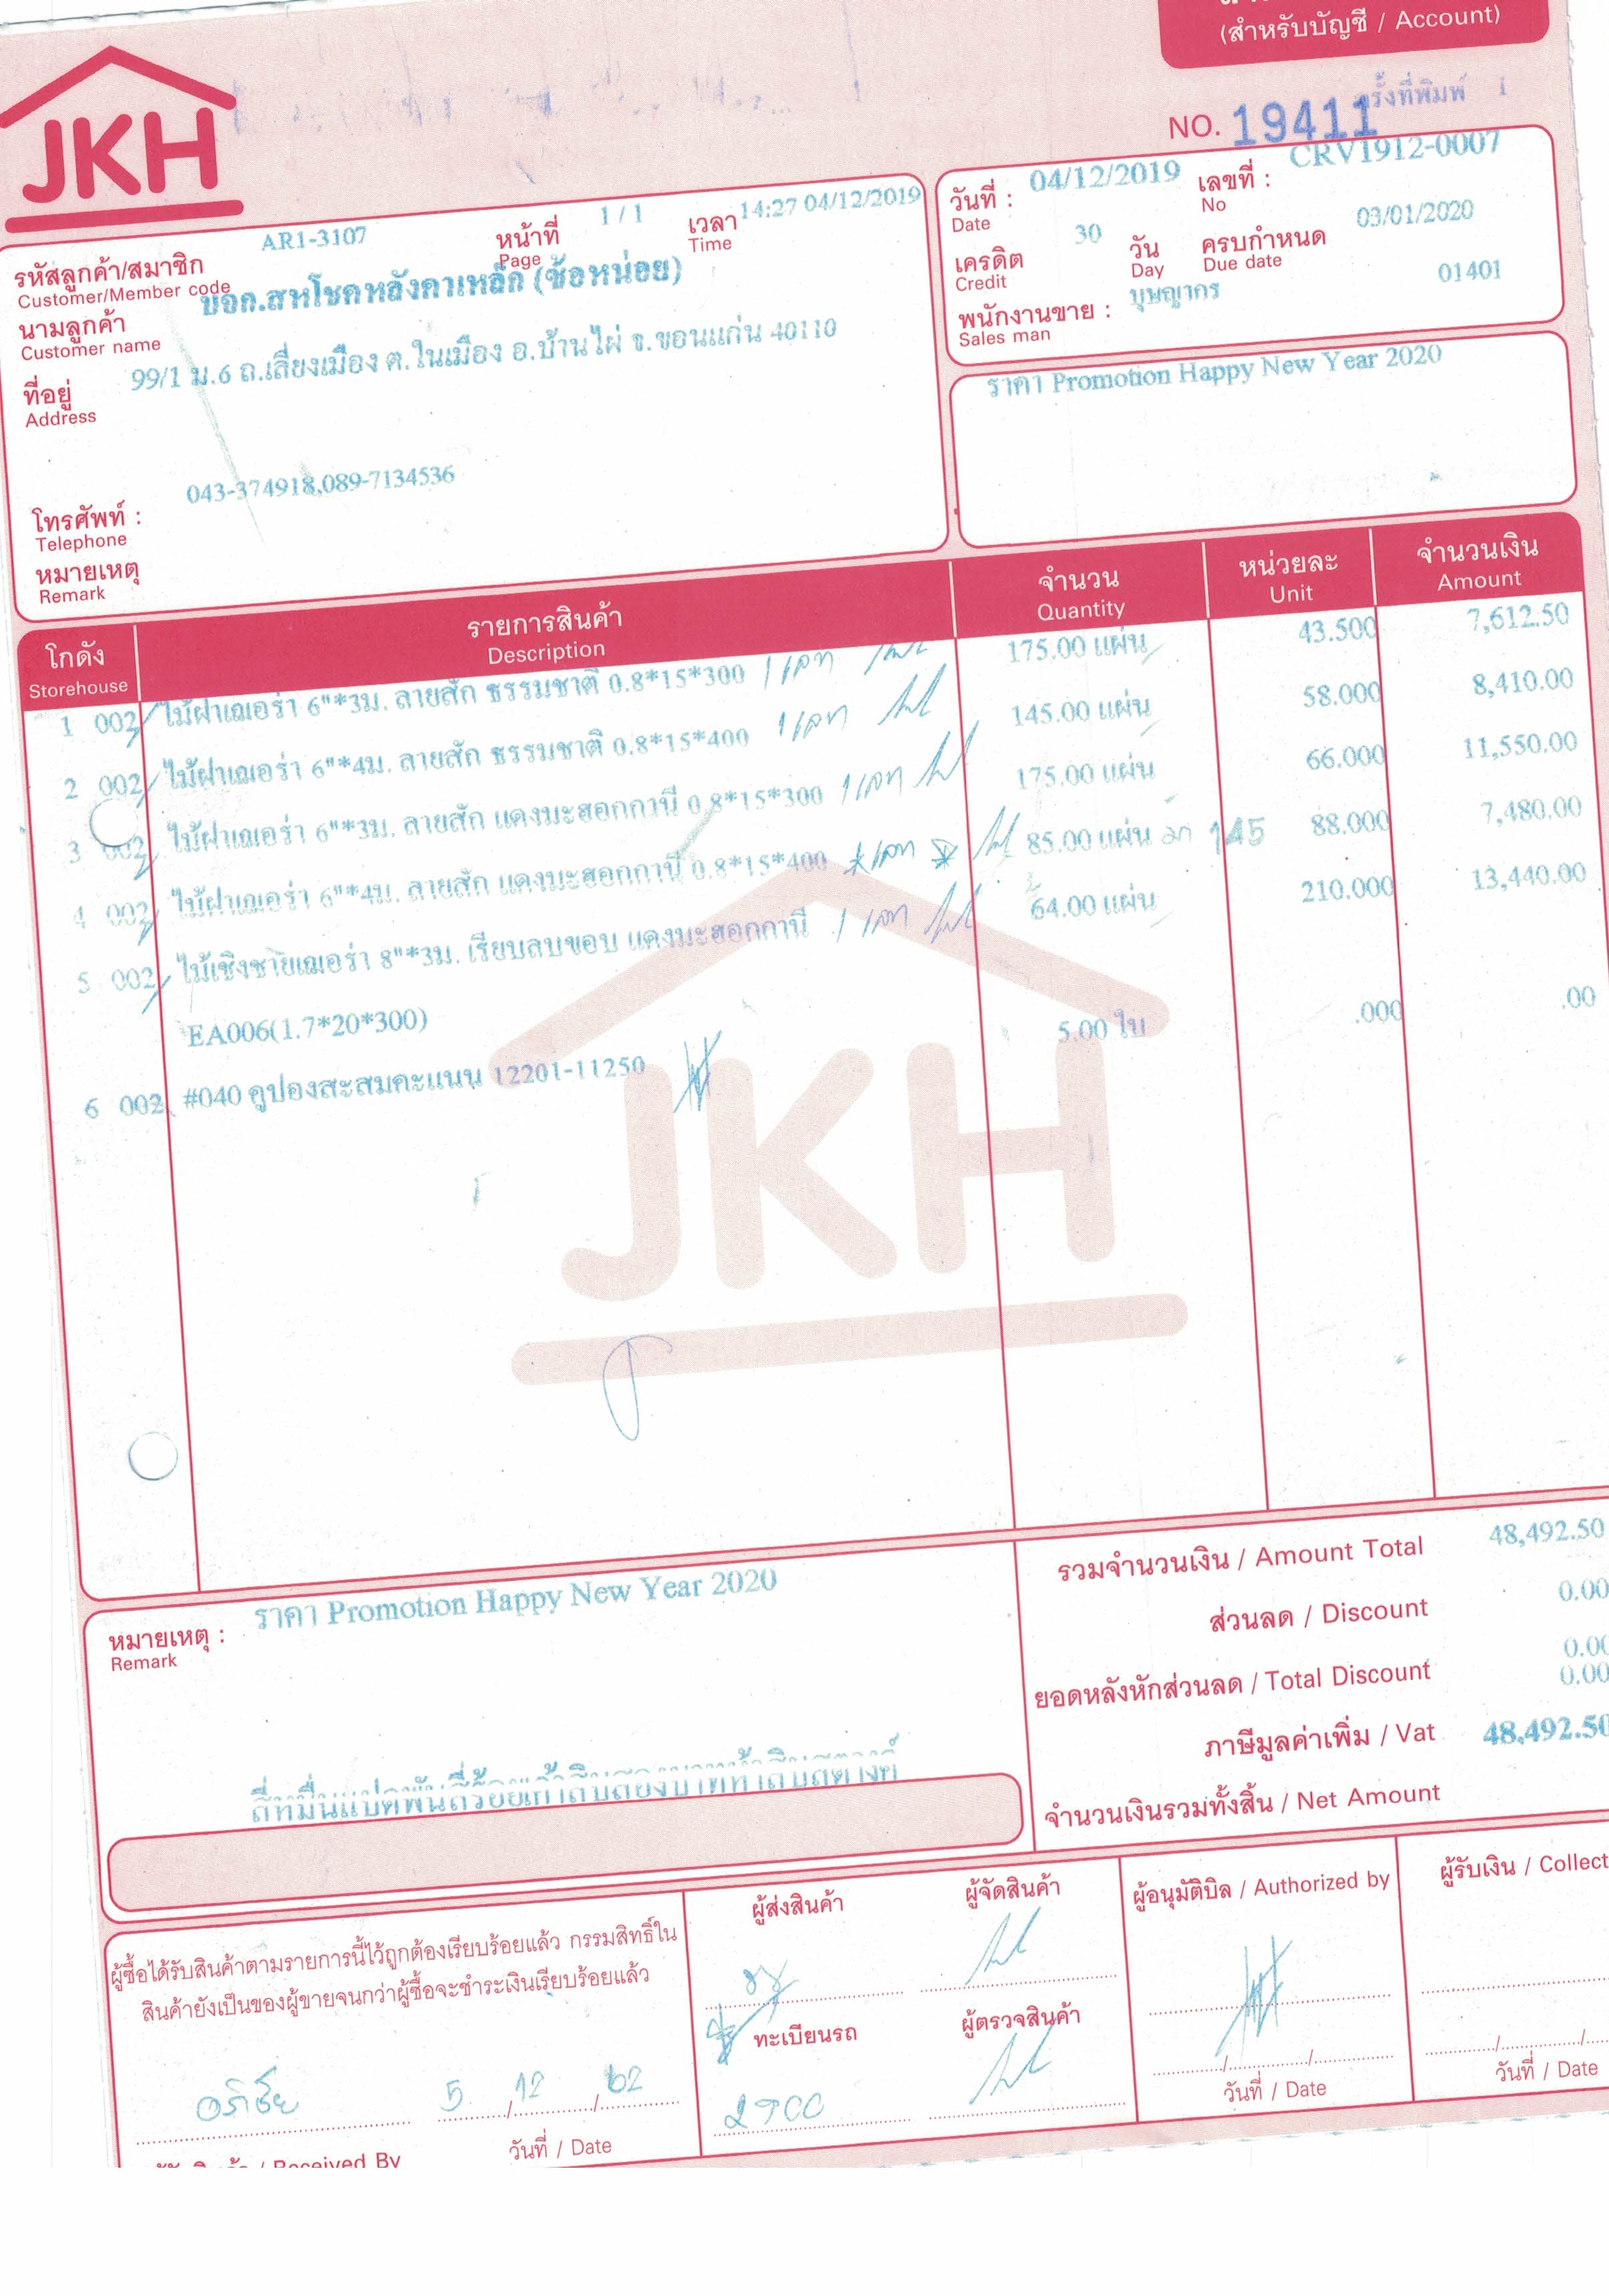 (สำหรับบัญชี / Account)
JKH
ครั้งที่พิมพ์ 1
NO. 19411
วันที่ : 04/12/2019 เลขที่ : CRV1912-0007
Date No
เครดิต 30 วัน ครบกำหนด 03/01/2020
Credit Day Due date
พนักงานขาย : บุษญากร 01401
Sales man
ราคา Promotion Happy New Year 2020
รหัสลูกค้า/สมาชิก AR1-3107 หน้าที่ 1 / 1 เวลา 14:27 04/12/2019
Customer/Member code Page Time
นามลูกค้า บจก.สหโชคหลังคาเหล็ก (ซ้อหน่อย)
Customer name
ที่อยู่ 99/1 ม.6 ถ.เลี่ยงเมือง ต.ในเมือง อ.บ้านไผ่ จ.ขอนแก่น 40110
Address
โทรศัพท์ : 043-374918,089-7134536
Telephone
หมายเหตุ
Remark
โกดัง รายการสินค้า จำนวน หน่วยละ จำนวนเงิน
Storehouse Description Quantity Unit Amount
1 002 ไม้ฝาเฌอร่า 6"*3ม. ลายสัก ธรรมชาติ 0.8*15*300 175.00 แผ่น 43.500 7,612.50
2 002 ไม้ฝาเฌอร่า 6"*4ม. ลายสัก ธรรมชาติ 0.8*15*400 145.00 แผ่น 58.000 8,410.00
3 002 ไม้ฝาเฌอร่า 6"*3ม. ลายสัก แดงมะฮอกกานี 0.8*15*300 175.00 แผ่น 66.000 11,550.00
4 002 ไม้ฝาเฌอร่า 6"*4ม. ลายสัก แดงมะฮอกกานี 0.8*15*400 85.00 แผ่น 145 88.000 7,480.00
5 002 ไม้เชิงชายเฌอร่า 8"*3ม. เรียบลบขอบ แดงมะฮอกกานี 64.00 แผ่น 210.000 13,440.00
EA006(1.7*20*300)
6 002 #040 คูปองสะสมคะแนน 12201-11250 5.00 ใบ .000 .00
JKH
รวมจำนวนเงิน / Amount Total 48,492.50
ส่วนลด / Discount 0.00
ยอดหลังหักส่วนลด / Total Discount 0.00
0.00
ภาษีมูลค่าเพิ่ม / Vat 48,492.50
จำนวนเงินรวมทั้งสิ้น / Net Amount
หมายเหตุ : ราคา Promotion Happy New Year 2020
Remark
สี่หมื่นแปดพันสี่ร้อยเก้าสิบสองบาทห้าสิบสตางค์
ผู้ซื้อได้รับสินค้าตามรายการนี้ไว้ถูกต้องเรียบร้อยแล้ว กรรมสิทธิ์ใน
สินค้ายังเป็นของผู้ขายจนกว่าผู้ซื้อจะชำระเงินเรียบร้อยแล้ว
อภิชัย 5 / 12 / 62
วันที่ / Date
/ Received By
ผู้ส่งสินค้า ผู้จัดสินค้า
ทะเบียนรถ ผู้ตรวจสินค้า
ผู้อนุมัติบิล / Authorized by
วันที่ / Date
ผู้รับเงิน / Collect
วันที่ / Date